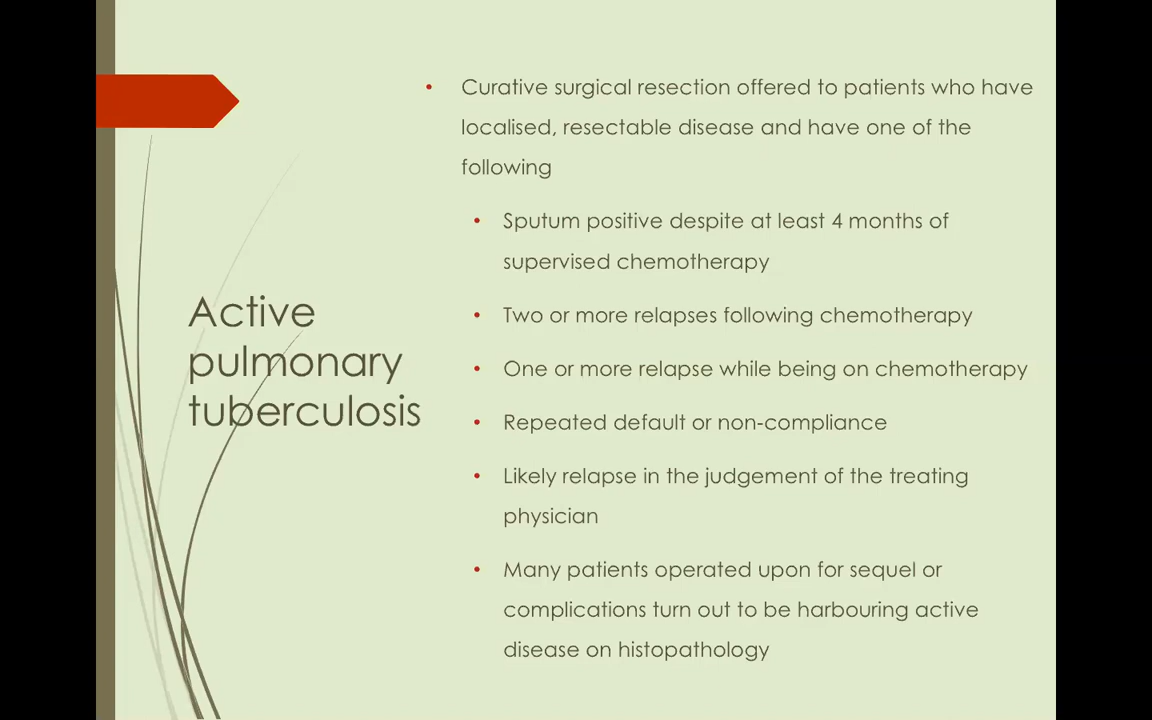 Active
pulmonary
tuberculosis
• Curative surgical resection offered to patients who have
localised, resectable disease and have one of the
following
• Sputum positive despite at least 4 months of
supervised chemotherapy
• Two or more relapses following chemotherapy
• One or more relapse while being on chemotherapy
• Repeated default or non-compliance
• Likely relapse in the judgement of the treating
physician
• Many patients operated upon for sequel or
complications turn out to be harbouring active
disease on histopathology